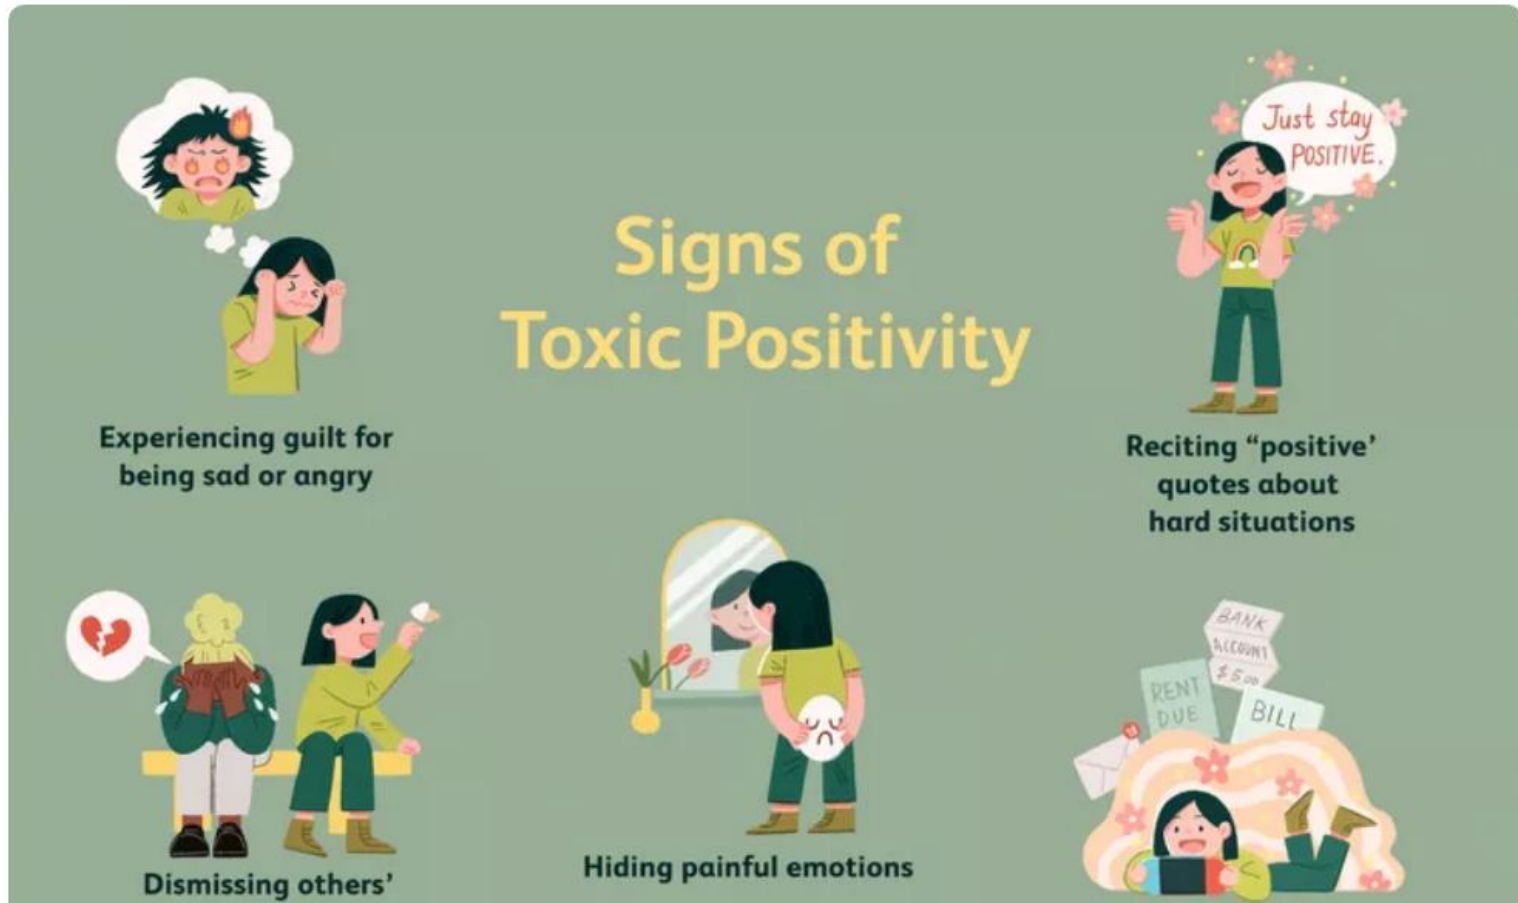 Just stay
POSITIVE.
Signs of
Toxic Positivity
Experiencing guilt for
being sad or angry
Reciting “positive’
quotes about
hard situations
BANK
ACCOUNT
$5.00
RENT
DUE
BILL
Hiding painful emotions
Dismissing others’